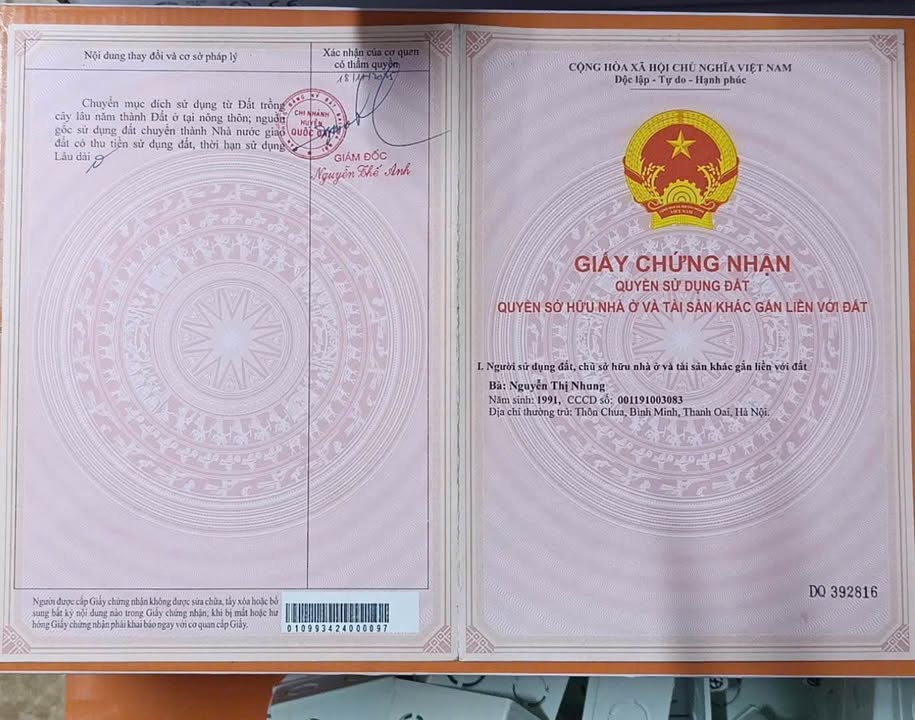 Nội dung thay đổi và cơ sở pháp lý
Xác nhận của cơ quan
có thẩm quyền
Chuyển mục đích sử dụng từ Đất trồng
cây lâu năm thành Đất ở tại nông thôn; nguồn
gốc sử dụng đất chuyển thành Nhà nước giao
đất có thu tiền sử dụng đất, thời hạn sử dụng
Lâu dài
CHI NHÁNH
HUYỆN
QUỐC OAI
GIÁM ĐỐC
Nguyễn Thế Anh
Người được cấp Giấy chứng nhận không được sửa chữa, tẩy xóa hoặc bổ
sung bất kỳ nội dung nào trong Giấy chứng nhận; khi bị mất hoặc hư
hỏng Giấy chứng nhận phải khai báo ngay với cơ quan cấp Giấy.
010993424000097
CỘNG HÒA XÃ HỘI CHỦ NGHĨA VIỆT NAM
Độc lập - Tự do - Hạnh phúc
VIỆT NAM
GIẤY CHỨNG NHẬN
QUYỀN SỬ DỤNG ĐẤT
QUYỀN SỞ HỮU NHÀ Ở VÀ TÀI SẢN KHÁC GẮN LIỀN VỚI ĐẤT
I. Người sử dụng đất, chủ sở hữu nhà ở và tài sản khác gắn liền với đất
Bà: Nguyễn Thị Nhung
Năm sinh: 1991, CCCD số: 001191003083
Địa chỉ thường trú: Thôn Chua, Bình Minh, Thanh Oai, Hà Nội.
DQ 392816